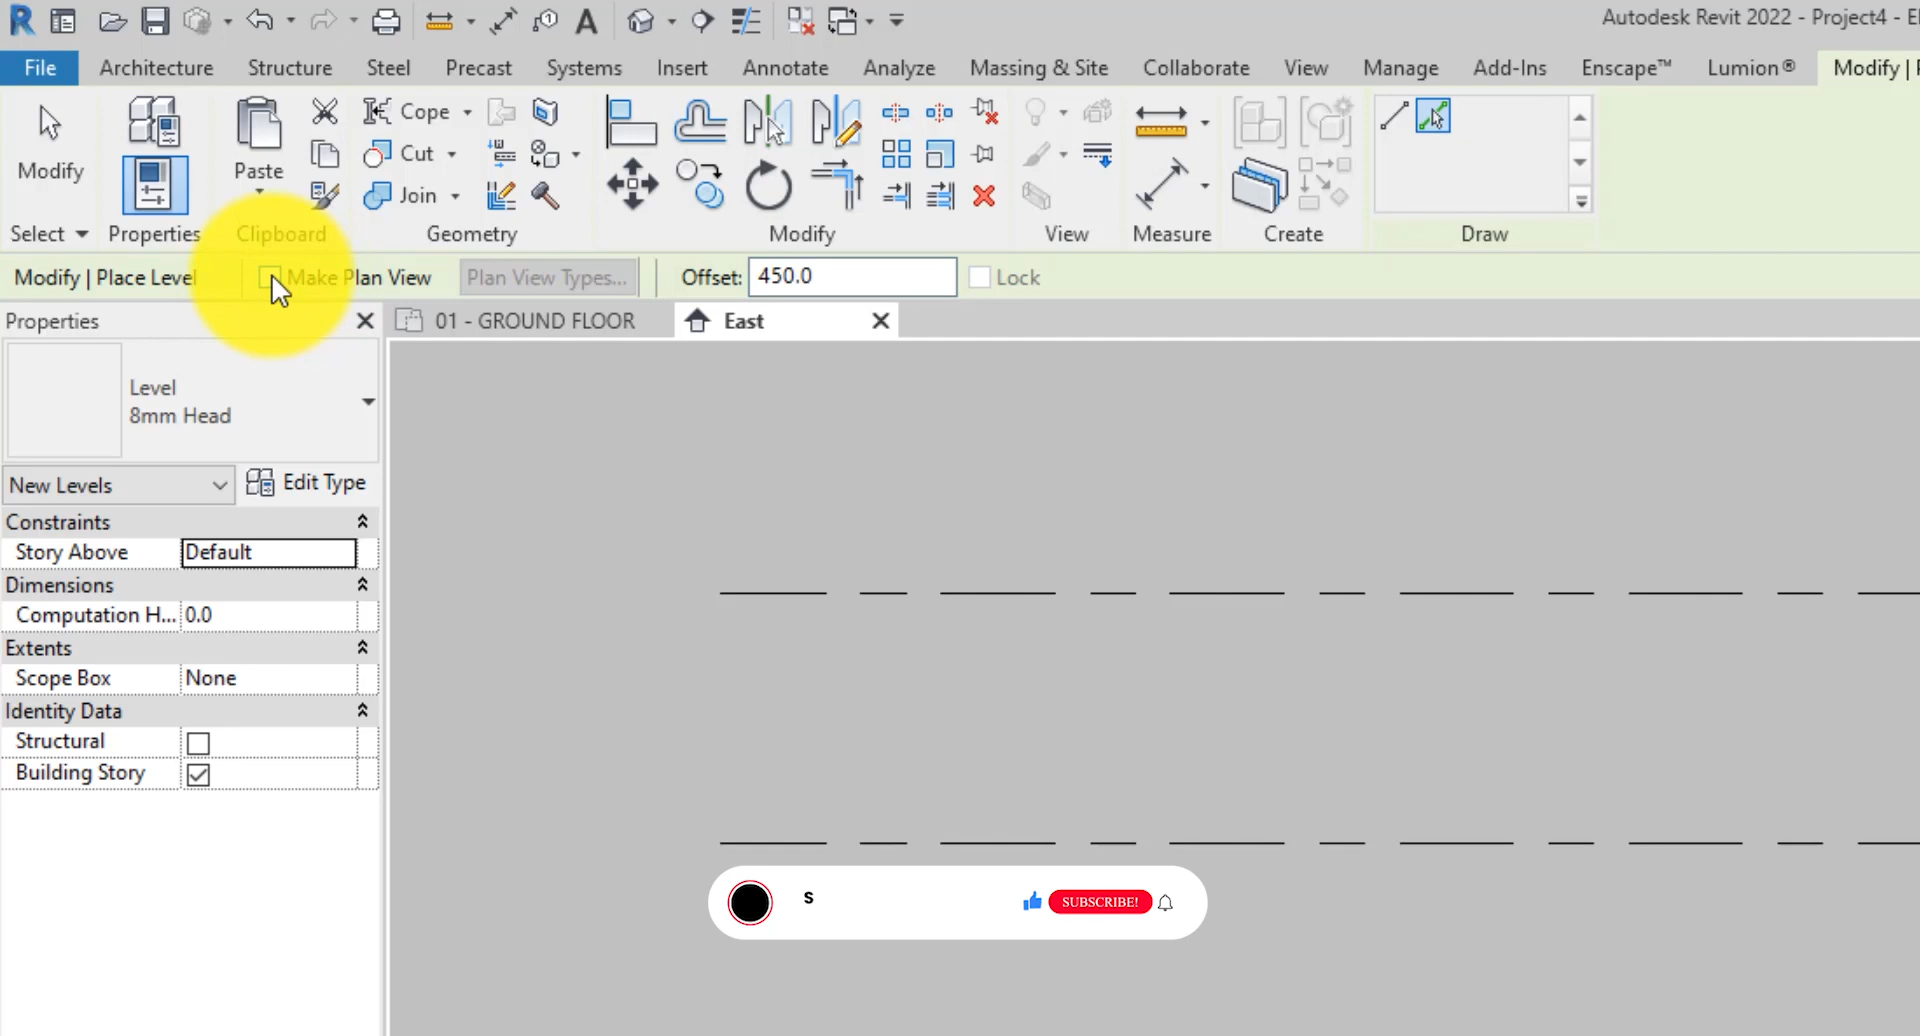 Autodesk Revit 2022 - Project4 - El
File Architecture Structure Steel Precast Systems Insert Annotate Analyze Massing & Site Collaborate View Manage Add-Ins Enscape™ Lumion® Modify |
Modify Paste Cope Cut Join
Select Properties Clipboard Geometry Modify View Measure Create Draw
Modify | Place Level Make Plan View Plan View Types... Offset: 450.0 Lock
Properties
01 - GROUND FLOOR East
Level
8mm Head
New Levels Edit Type
Constraints
Story Above Default
Dimensions
Computation H... 0.0
Extents
Scope Box None
Identity Data
Structural
Building Story
S SUBSCRIBE!